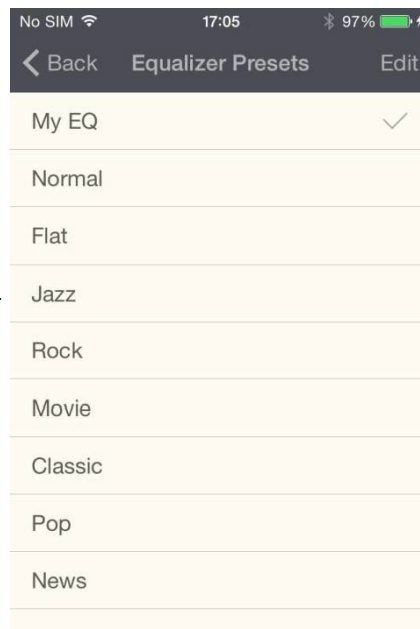 No SIM 17:05 97%
Back Equalizer Presets Edit
My EQ
Normal
Flat
Jazz
Rock
Movie
Classic
Pop
News